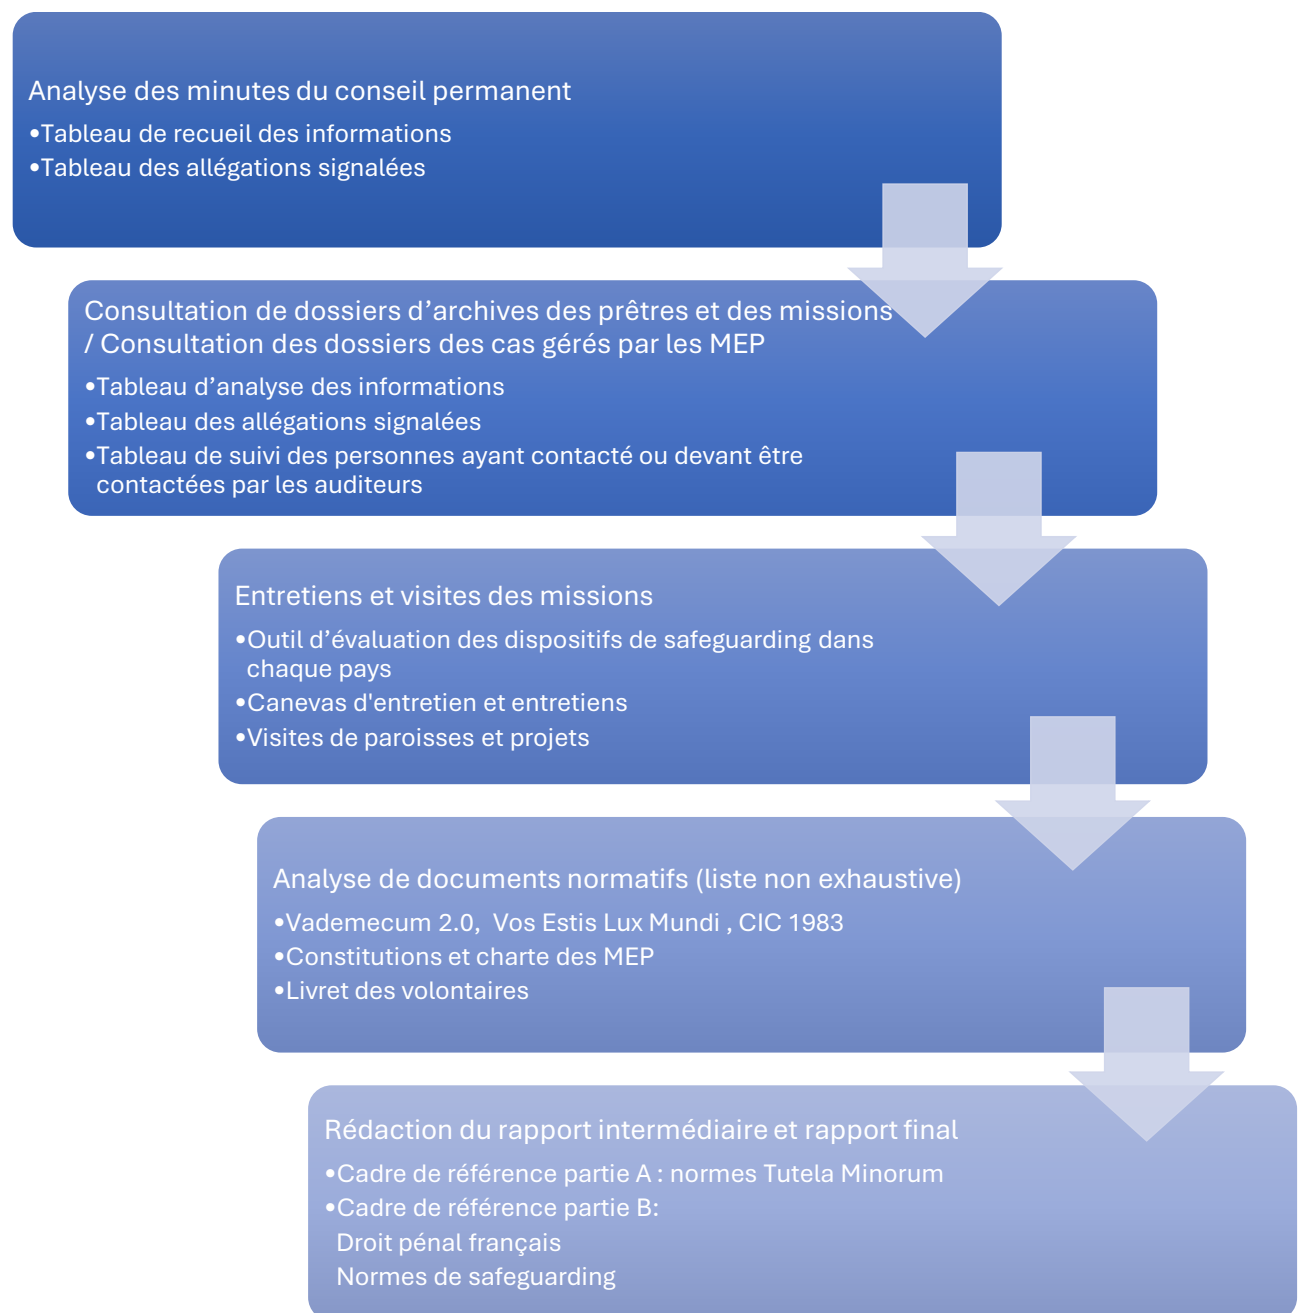 Analyse des minutes du conseil permanent
•Tableau de recueil des informations
•Tableau des allégations signalées
Consultation de dossiers d’archives des prêtres et des missions
/ Consultation des dossiers des cas gérés par les MEP
•Tableau d’analyse des informations
•Tableau des allégations signalées
•Tableau de suivi des personnes ayant contacté ou devant être
contactées par les auditeurs
Entretiens et visites des missions
•Outil d’évaluation des dispositifs de safeguarding dans
chaque pays
•Canevas d'entretien et entretiens
•Visites de paroisses et projets
Analyse de documents normatifs (liste non exhaustive)
•Vademecum 2.0, Vos Estis Lux Mundi , CIC 1983
•Constitutions et charte des MEP
•Livret des volontaires
Rédaction du rapport intermédiaire et rapport final
•Cadre de référence partie A : normes Tutela Minorum
•Cadre de référence partie B:
Droit pénal français
Normes de safeguarding